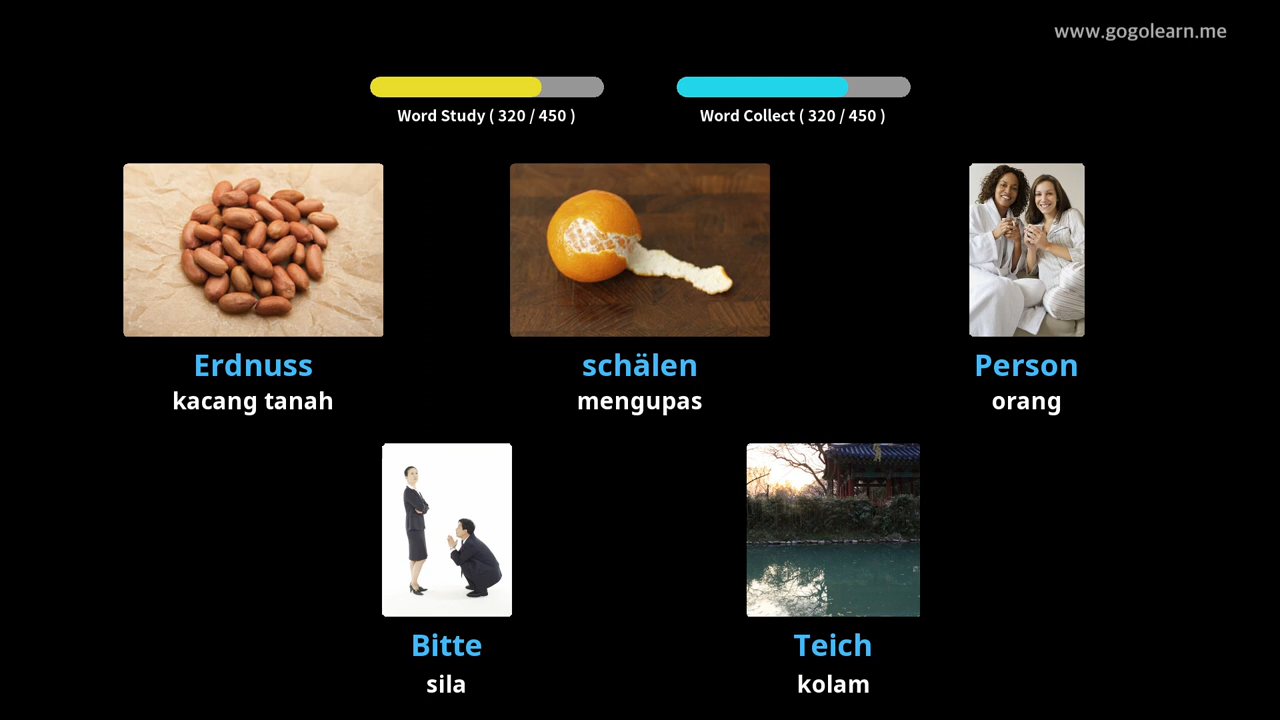 www.gogolearn.me
Word Study ( 320 / 450 )
Word Collect ( 320 / 450 )
Erdnuss
kacang tanah
schälen
mengupas
Person
orang
Bitte
sila
Teich
kolam